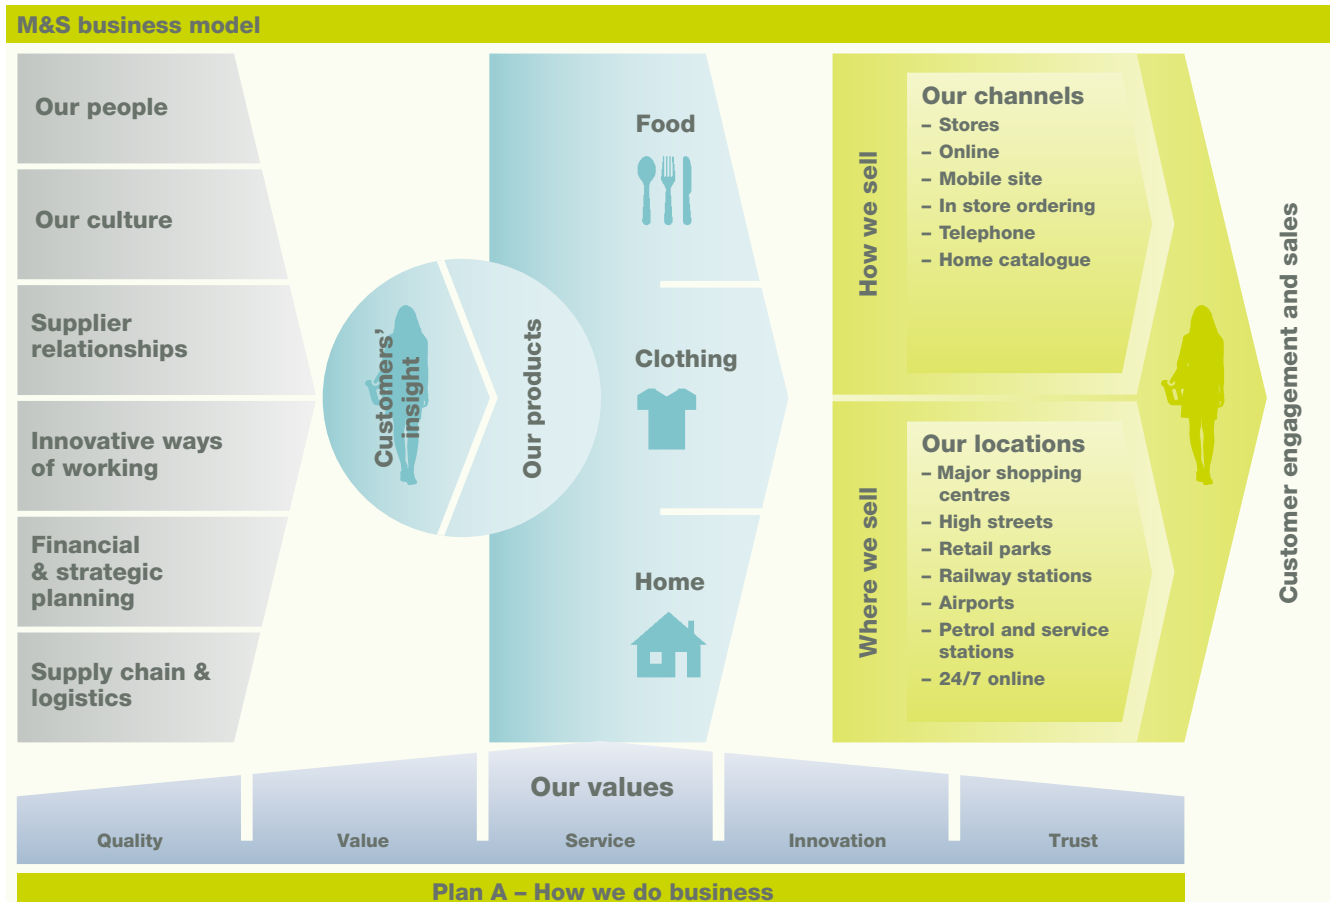 M&S business model
Our people
Our culture
Supplier
relationships
Innovative ways
of working
Financial
& strategic
planning
Supply chain &
logistics
Customers’
insight
Our products
Food
Clothing
Home
How we sell
Our channels
– Stores
– Online
– Mobile site
– In store ordering
– Telephone
– Home catalogue
Where we sell
Our locations
– Major shopping
centres
– High streets
– Retail parks
– Railway stations
– Airports
– Petrol and service
stations
– 24/7 online
Customer engagement and sales
Our values
Quality
Value
Service
Innovation
Trust
Plan A – How we do business